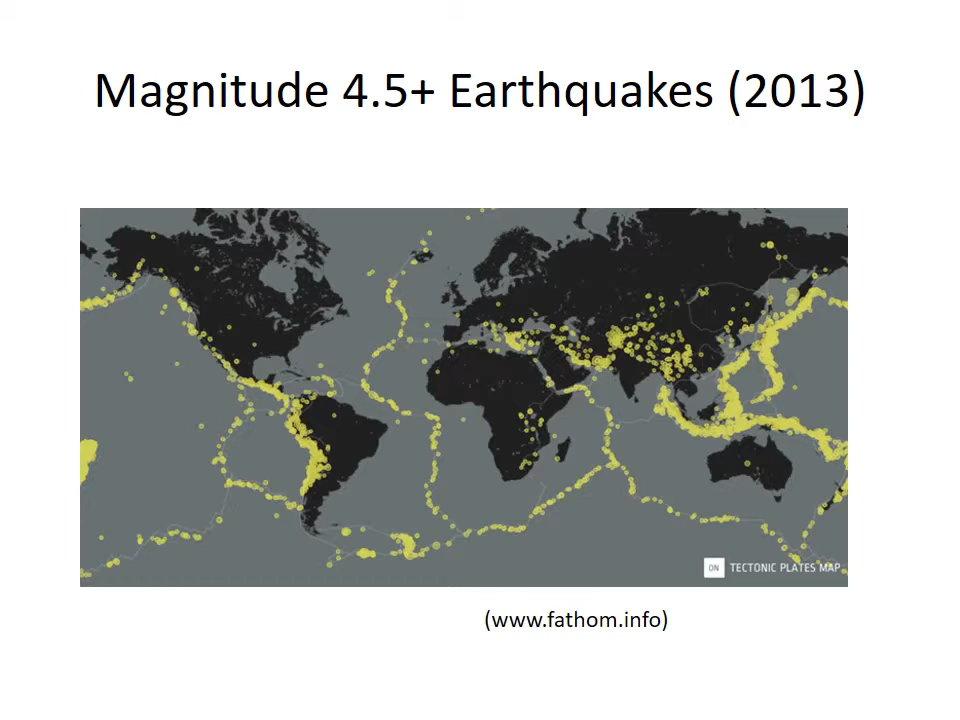 Magnitude 4.5+ Earthquakes (2013)
ON TECTONIC PLATES MAP
(www.fathom.info)